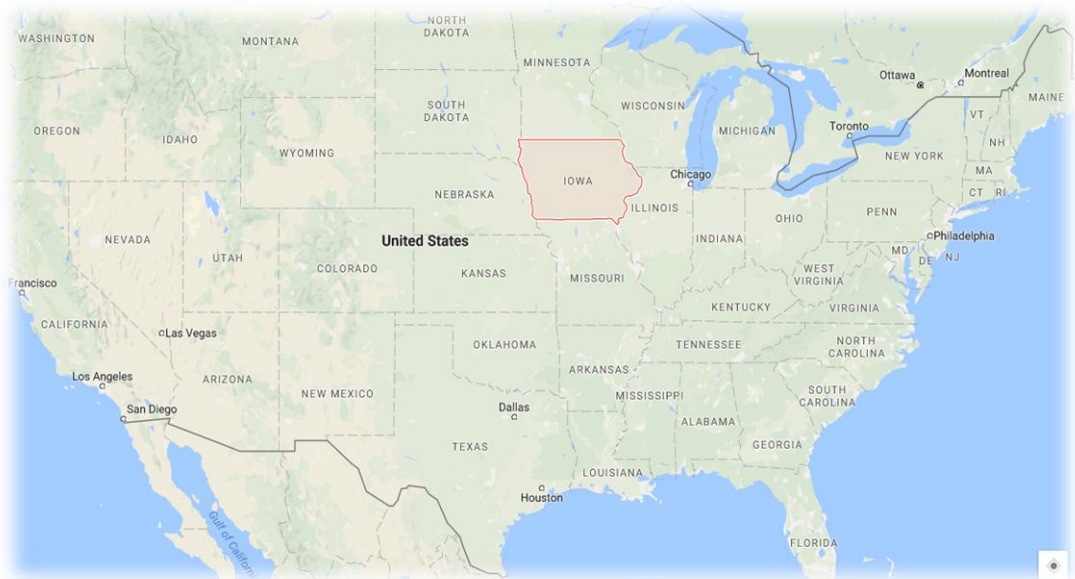 WASHINGTON
MONTANA
NORTH
DAKOTA
MINNESOTA
Ottawa
Montreal
MAINE
OREGON
IDAHO
WYOMING
SOUTH
DAKOTA
WISCONSIN
MICHIGAN
Toronto
VT
NH
NEW YORK
MA
CT
RI
NEBRASKA
IOWA
Chicago
ILLINOIS
INDIANA
OHIO
PENN
Philadelphia
MD
DE
NJ
NEVADA
UTAH
COLORADO
United States
KANSAS
MISSOURI
WEST
VIRGINIA
KENTUCKY
VIRGINIA
Francisco
CALIFORNIA
Las Vegas
Los Angeles
San Diego
ARIZONA
NEW MEXICO
OKLAHOMA
ARKANSAS
TENNESSEE
NORTH
CAROLINA
SOUTH
CAROLINA
MISSISSIPPI
ALABAMA
GEORGIA
Dallas
TEXAS
LOUISIANA
Houston
FLORIDA
Gulf of Californi